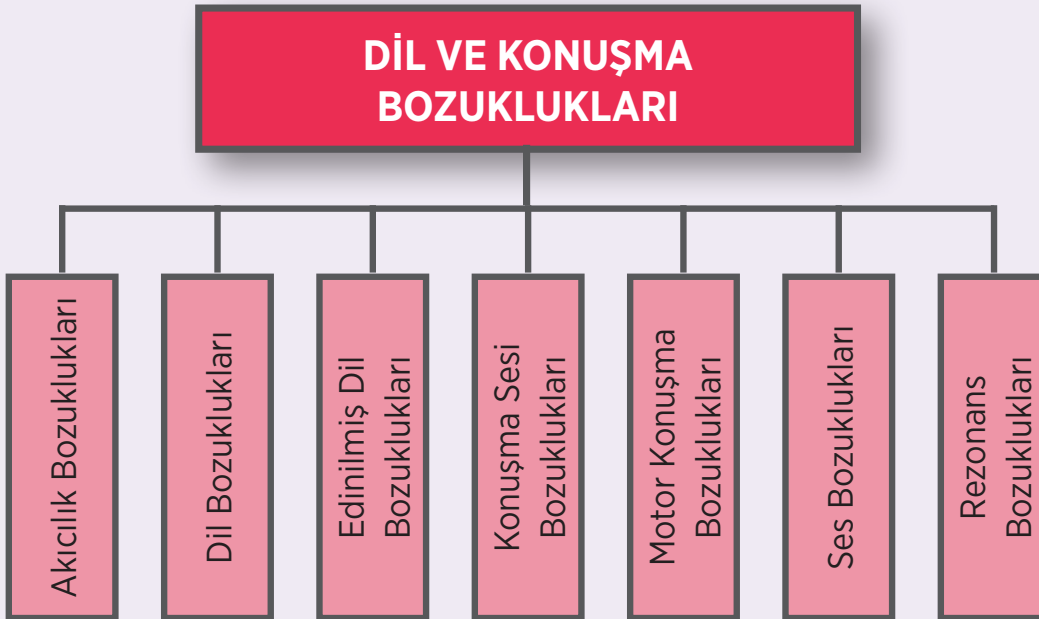 DİL VE KONUŞMA
BOZUKLUKLARI
Akıcılık Bozuklukları
Dil Bozuklukları
Edinilmiş Dil
Bozuklukları
Konuşma Sesi
Bozuklukları
Motor Konuşma
Bozuklukları
Ses Bozuklukları
Rezonans
Bozuklukları